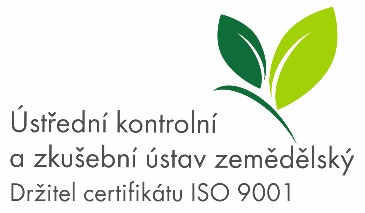 Ústřední kontrolní
a zkušební ústav zemědělský
Držitel certifikátu ISO 9001